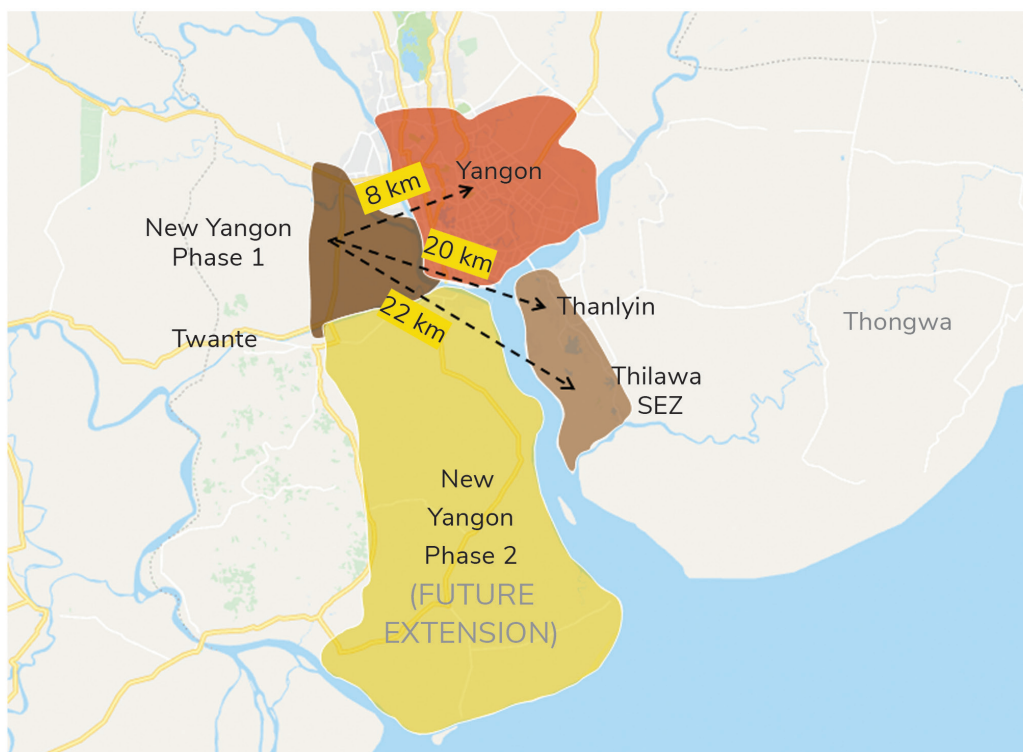 Yangon
8 km
New Yangon
Phase 1
20 km
Thanlyin
22 km
Thongwa
Twante
Thilawa
SEZ
New
Yangon
Phase 2
(FUTURE
EXTENSION)